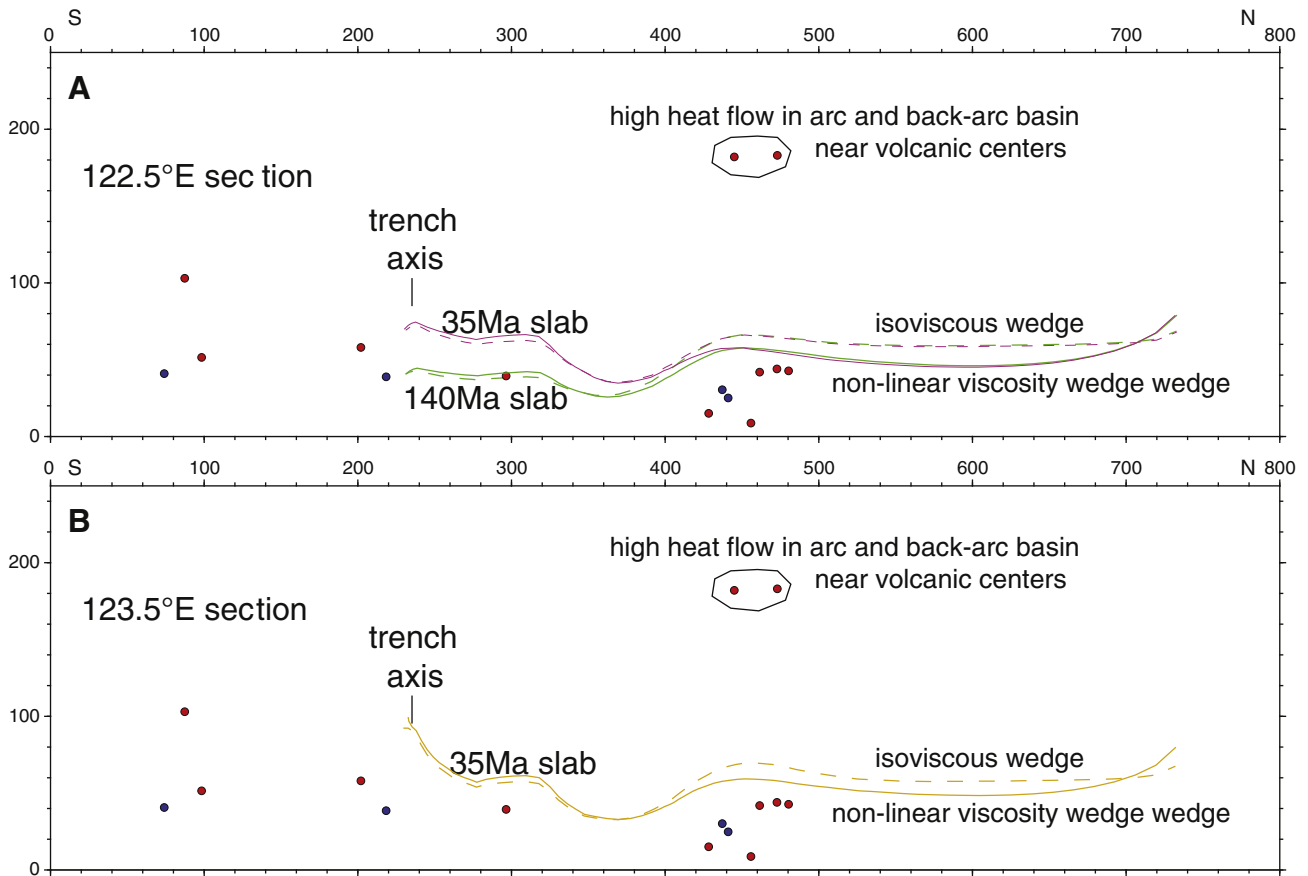 S N
0 100 200 300 400 500 600 700 800
A
200
high heat flow in arc and back-arc basin
near volcanic centers
122.5°E sec tion
trench
axis
100
35Ma slab
isoviscous wedge
140Ma slab
non-linear viscosity wedge wedge
0
0 S 100 200 300 400 500 600 700 N 800
B
200
high heat flow in arc and back-arc basin
near volcanic centers
123.5°E section
trench
axis
100
35Ma slab
isoviscous wedge
non-linear viscosity wedge wedge
0